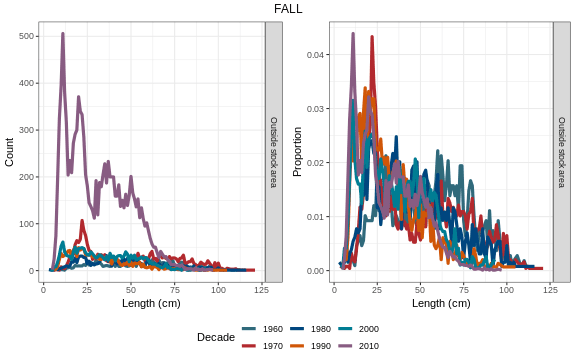 FALL
Count
500
400
300
200
100
0
0 25 50 75 100 125
Length (cm)
Outside stock area
Proportion
0.04
0.03
0.02
0.01
0.00
0 25 50 75 100 125
Length (cm)
Outside stock area
Decade
1960 1980 2000
1970 1990 2010